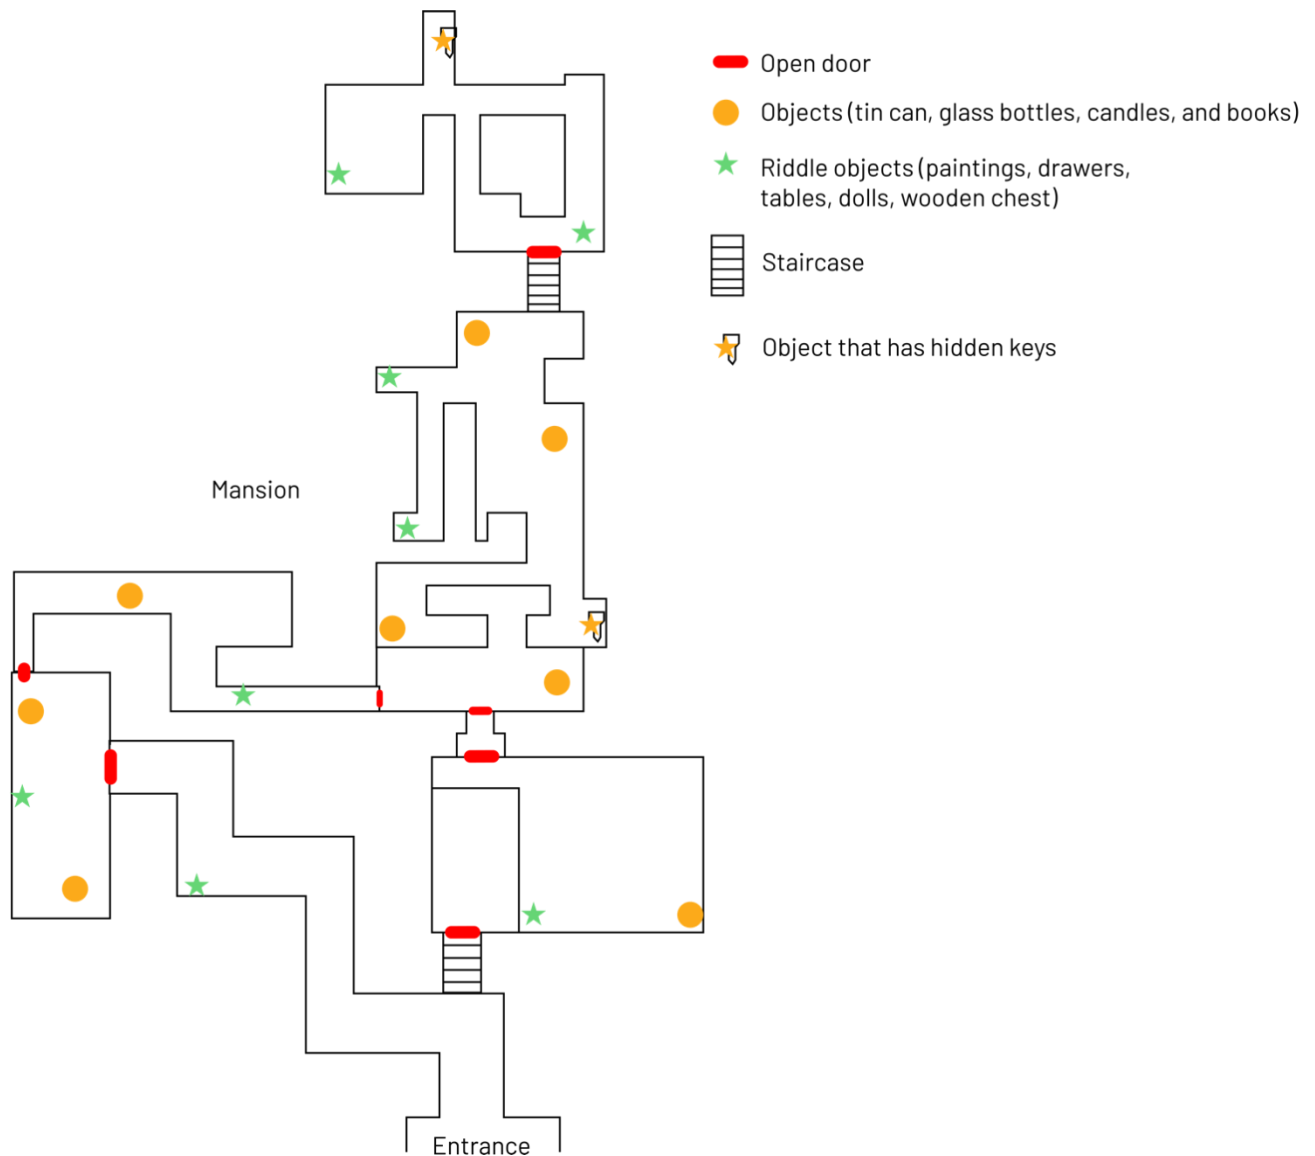 Open door
Objects (tin can, glass bottles, candles, and books)
Riddle objects (paintings, drawers,
tables, dolls, wooden chest)
Staircase
Object that has hidden keys
Mansion
Entrance